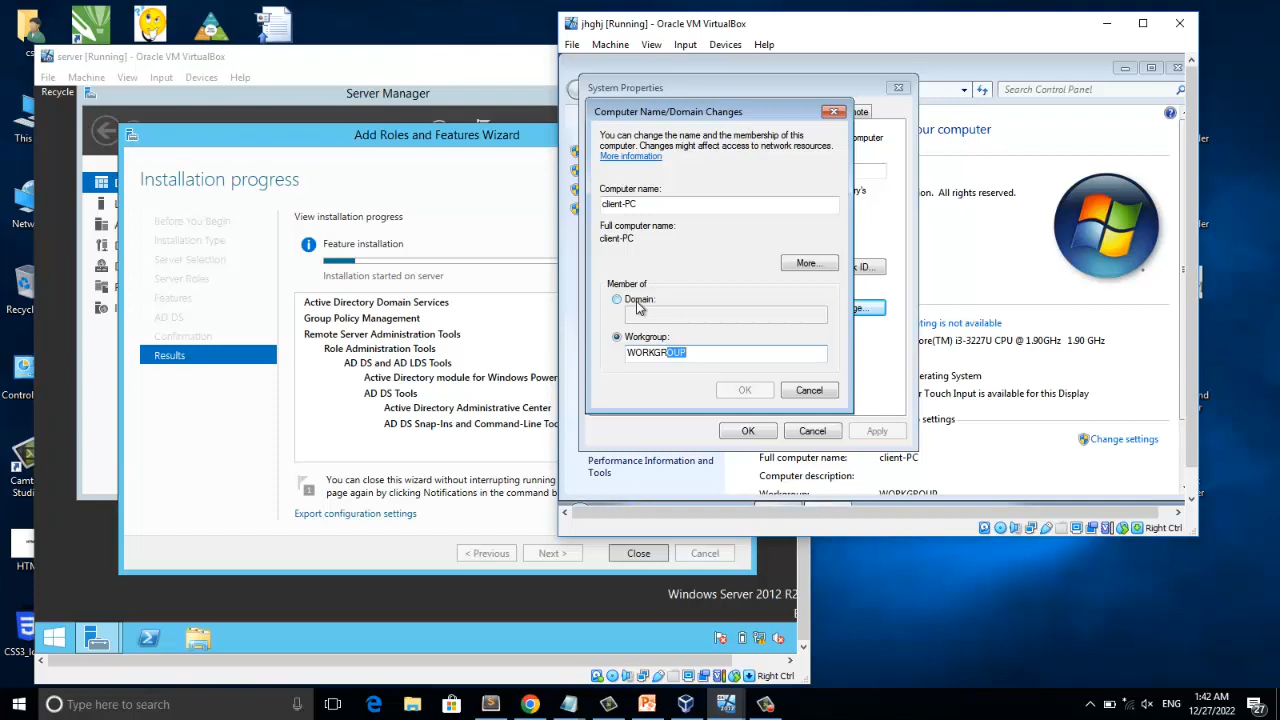 server [Running] - Oracle VM VirtualBox
File Machine View Input Devices Help
Recycle
Server Manager
Add Roles and Features Wizard
Installation progress
Before You Begin
Installation Type
Server Selection
Server Roles
Features
AD DS
Confirmation
Results
View installation progress
Feature installation
Installation started on server
Active Directory Domain Services
Group Policy Management
Remote Server Administration Tools
Role Administration Tools
AD DS and AD LDS Tools
Active Directory module for Windows Power
AD DS Tools
Active Directory Administrative Center
AD DS Snap-Ins and Command-Line Too
1
You can close this wizard without interrupting running
page again by clicking Notifications in the command b
Export configuration settings
< Previous
Next >
Close
Cancel
Windows Server 2012 R2
Right Ctrl
jhghj [Running] - Oracle VM VirtualBox
File Machine View Input Devices Help
Search Control Panel
System Properties
Computer Name/Domain Changes
You can change the name and the membership of this
computer. Changes might affect access to network resources.
More information
Computer name:
client-PC
Full computer name:
client-PC
More...
Member of
Domain:
Workgroup:
WORKGROUP
OK
Cancel
OK
Cancel
Apply
your computer
All rights reserved.
ing is not available
i3-3227U CPU @ 1.90GHz 1.90 GHz
erating System
Touch Input is available for this Display
settings
Change settings
Full computer name: client-PC
Computer description:
Workgroup: WORKGROUP
Performance Information and
Tools
Right Ctrl
This
Netw
Recyc
Control
Camt
Studi
HTM
CSS3_lo
Type here to search
ENG
1:42 AM
12/27/2022
27